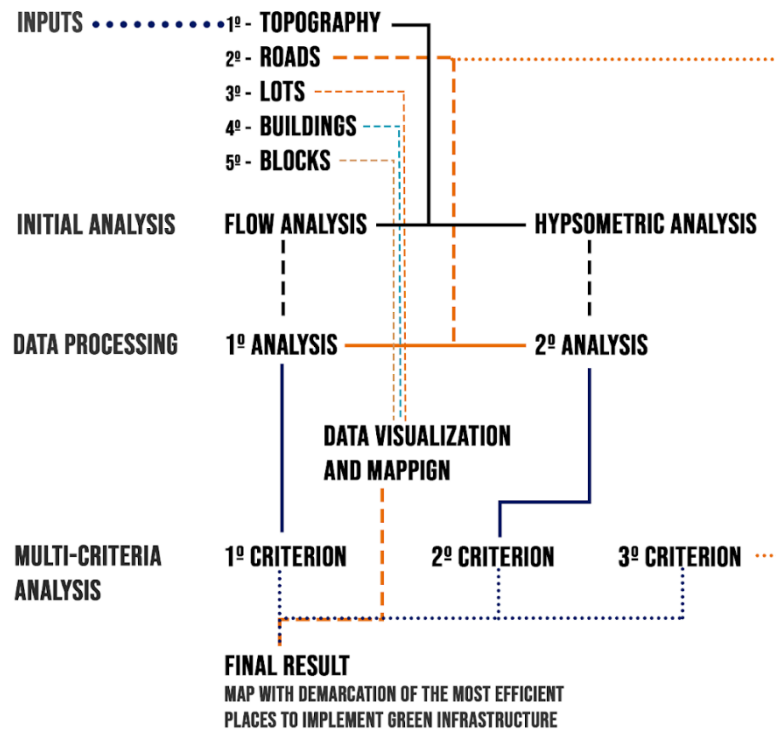 INPUTS
1º - TOPOGRAPHY
2º - ROADS
3º - LOTS
4º - BUILDINGS
5º - BLOCKS
INITIAL ANALYSIS
FLOW ANALYSIS
HYPSOMETRIC ANALYSIS
DATA PROCESSING
1º ANALYSIS
2º ANALYSIS
DATA VISUALIZATION
AND MAPPIGN
MULTI-CRITERIA
ANALYSIS
1º CRITERION
2º CRITERION
3º CRITERION
FINAL RESULT
MAP WITH DEMARCATION OF THE MOST EFFICIENT
PLACES TO IMPLEMENT GREEN INFRASTRUCTURE